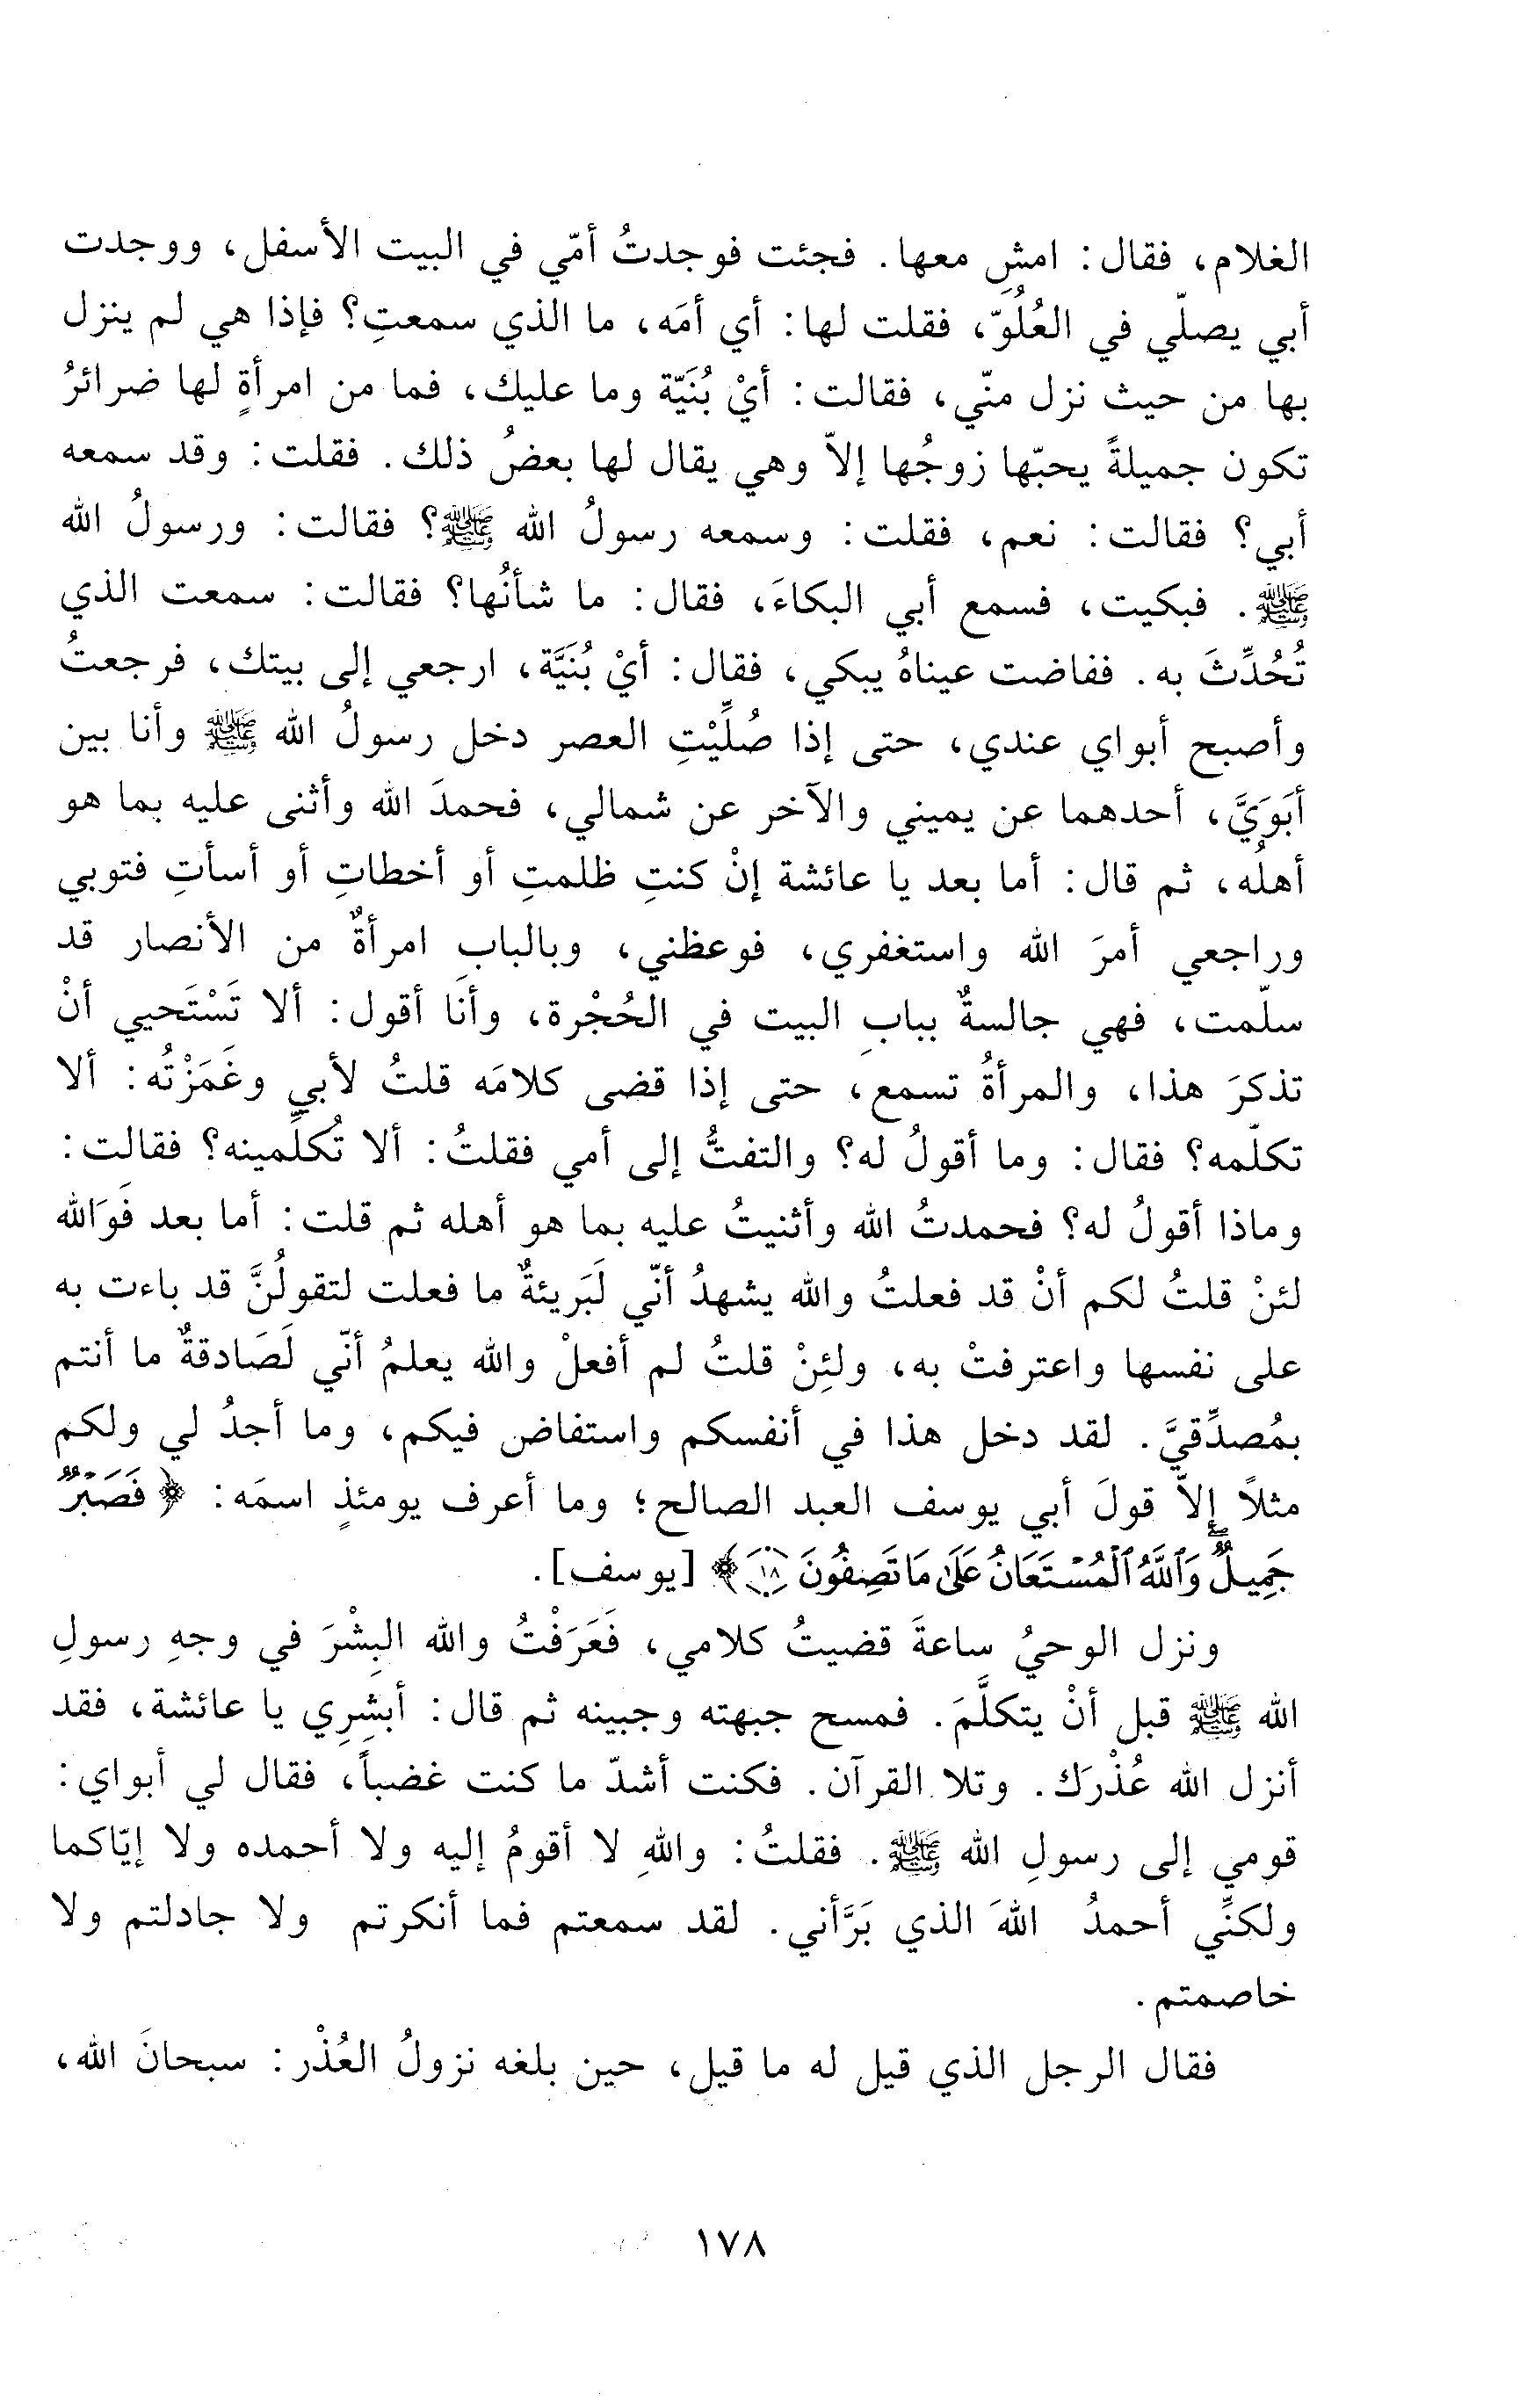 الغلام، فقال: امشِ معها. فجئت فوجدتُ أمّي في البيت الأسفل، ووجدت
أبي يصلّي في العُلُوّ، فقلت لها: أي أمَه، ما الذي سمعتِ؟ فإذا هي لم ينزل
بها من حيث نزل منّي، فقالت: أيْ بُنَيّة وما عليك، فما من امرأةٍ لها ضرائرُ
تكون جميلةً يحبّها زوجُها إلاّ وهي يقال لها بعضُ ذلك. فقلت: وقد سمعه
أبي؟ فقالت: نعم، فقلت: وسمعه رسولُ الله ﷺ؟ فقالت: ورسولُ الله
ﷺ. فبكيت، فسمع أبي البكاءَ، فقال: ما شأنُها؟ فقالت: سمعت الذي
تُحُدِّثَ به. ففاضت عيناهُ يبكي، فقال: أيْ بُنَيَّة، ارجعي إلى بيتك، فرجعتُ
وأصبح أبواي عندي، حتى إذا صُلِّيْتِ العصر دخل رسولُ الله ﷺ وأنا بين
أبَوَيَّ، أحدهما عن يميني والآخر عن شمالي، فحمدَ الله وأثنى عليه بما هو
أهلُه، ثم قال: أما بعد يا عائشة إنْ كنتِ ظلمتِ أو أخطاتِ أو أسأتِ فتوبي
وراجعي أمرَ الله واستغفري، فوعظني، وبالباب امرأةٌ من الأنصار قد
سلّمت، فهي جالسةٌ ببابِ البيت في الحُجْرة، وأنَا أقول: ألا تَسْتَحيي أنْ
تذكرَ هذا، والمرأةُ تسمع، حتى إذا قضى كلامَه قلتُ لأبي وغَمَزْتُه: ألا
تكلّمه؟ فقال: وما أقولُ له؟ والتفتُّ إلى أمي فقلتُ: ألا تُكلِّمينه؟ فقالت:
وماذا أقولُ له؟ فحمدتُ الله وأثنيتُ عليه بما هو أهله ثم قلت: أما بعد فَوَالله
لئنْ قلتُ لكم أنْ قد فعلتُ والله يشهدُ أنّي لَبَريئةٌ ما فعلت لتقولُنَّ قد باءت به
على نفسها واعترفتْ به، ولئِنْ قلتُ لم أفعلْ والله يعلمُ أنّي لَصَادقةٌ ما أنتم
بمُصدِّقيَّ. لقد دخل هذا في أنفسكم واستفاض فيكم، وما أجدُ لي ولكم
مثلاً إلاّ قولَ أبي يوسف العبد الصالح؛ وما أعرف يومئذٍ اسمَه: ﴿فَصَبْرٌ
جَمِيلٌ وَٱللَّهُ ٱلْمُسْتَعَانُ عَلَىٰ مَا تَصِفُونَ ١٨﴾ [يوسف].
ونزل الوحيُ ساعةَ قضيتُ كلامي، فَعَرَفْتُ والله البِشْرَ في وجهِ رسولِ
الله ﷺ قبل أنْ يتكلَّمَ. فمسح جبهته وجبينه ثم قال: أبشِرِي يا عائشة، فقد
أنزل الله عُذْرَك. وتلا القرآن. فكنت أشدّ ما كنت غضباً، فقال لي أبواي:
قومي إلى رسولِ الله ﷺ. فقلتُ: واللهِ لا أقومُ إليه ولا أحمده ولا إيّاكما
ولكنِّي أحمدُ اللهَ الذي بَرَّأني. لقد سمعتم فما أنكرتم ولا جادلتم ولا
خاصمتم.
فقال الرجل الذي قيل له ما قيل، حين بلغه نزولُ العُذْر: سبحانَ الله،
١٧٨